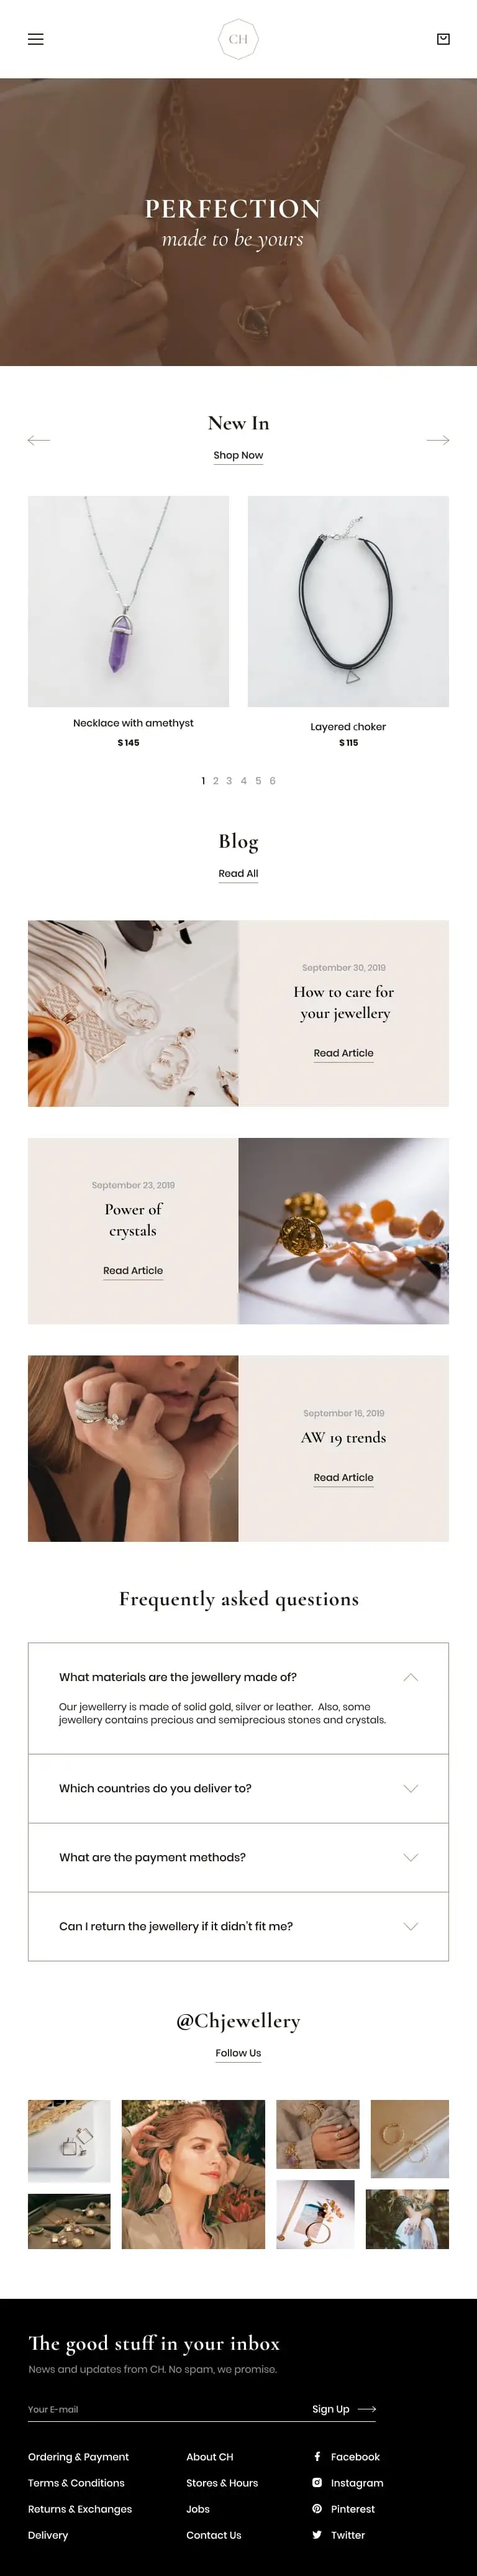 CH
PERFECTION
made to be yours
New In
Shop Now
Necklace with amethyst
$ 145
Layered choker
$ 115
1 2 3 4 5 6
Blog
Read All
September 30, 2019
How to care for
your jewellery
Read Article
September 23, 2019
Power of
crystals
Read Article
September 16, 2019
AW 19 trends
Read Article
Frequently asked questions
What materials are the jewellery made of?
Our jewellerry is made of solid gold, silver or leather. Also, some
jewellery contains precious and semiprecious stones and crystals.
Which countries do you deliver to?
What are the payment methods?
Can I return the jewellery if it didn't fit me?
@Chjewellery
Follow Us
The good stuff in your inbox
News and updates from CH. No spam, we promise.
Your E-mail
Sign Up
Ordering & Payment
Terms & Conditions
Returns & Exchanges
Delivery
About CH
Stores & Hours
Jobs
Contact Us
Facebook
Instagram
Pinterest
Twitter